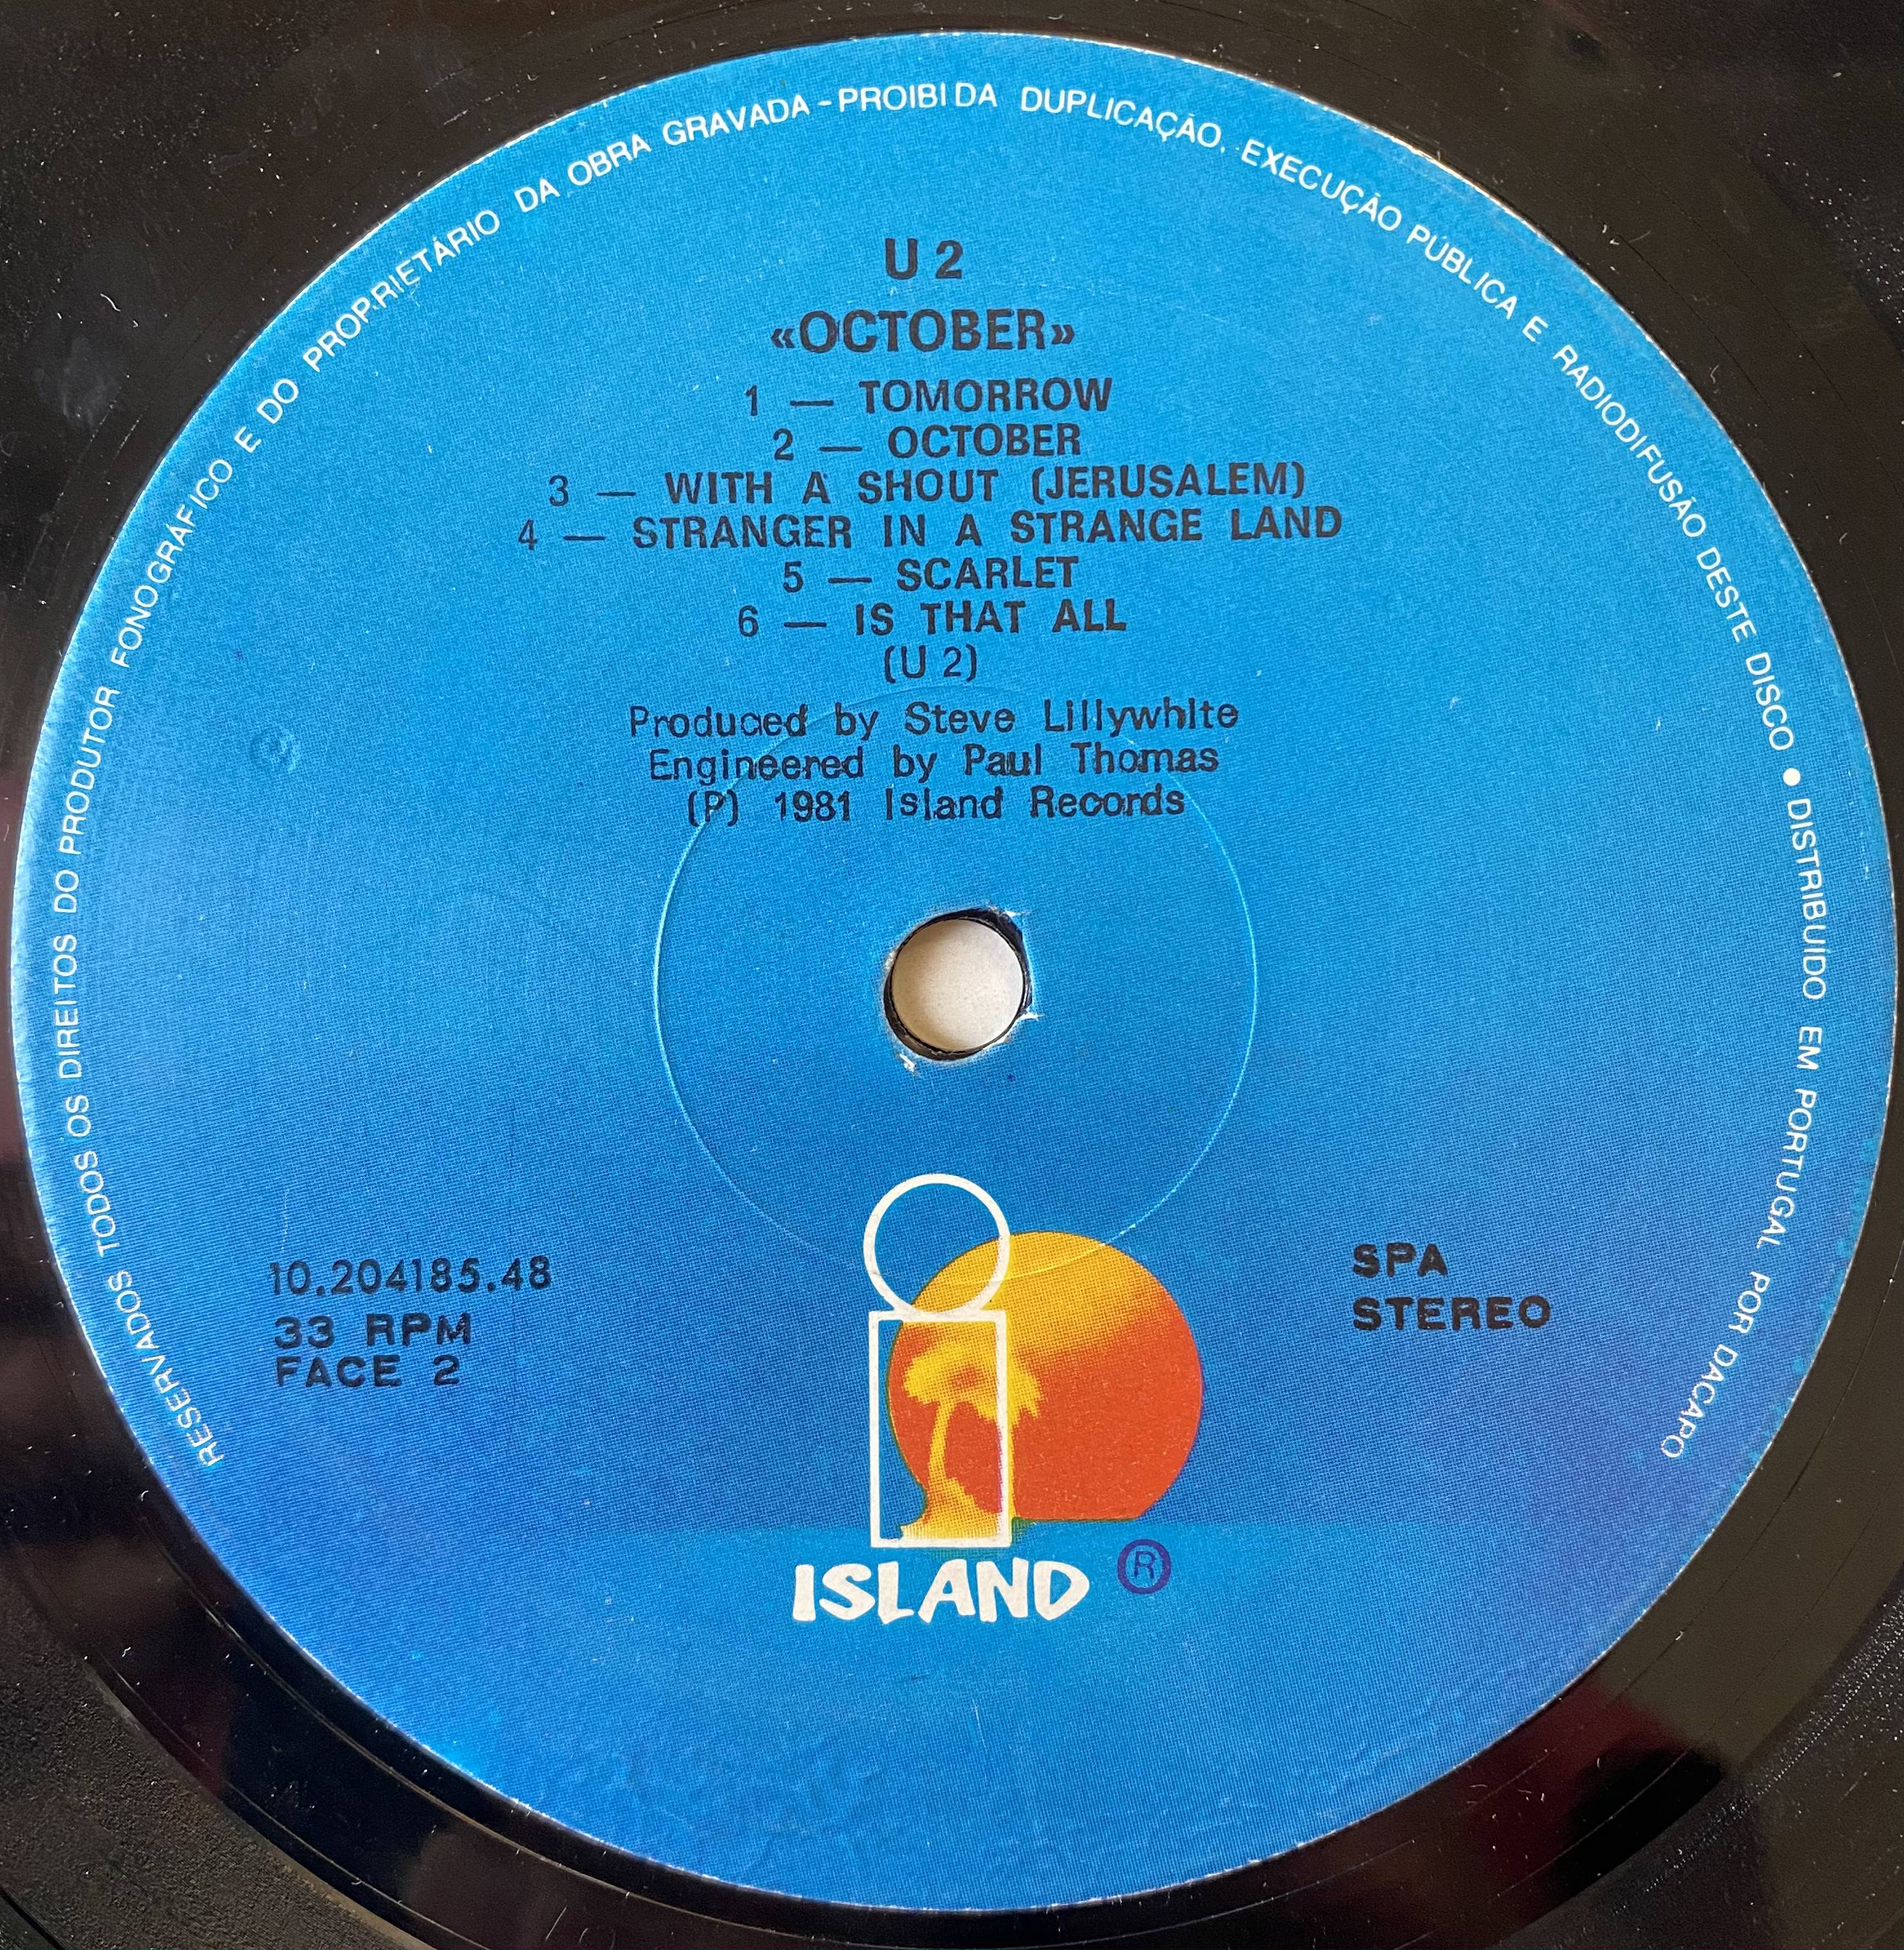 RESERVADOS TODOS OS DIREITOS DO PRODUTOR FONOGRÁFICO E DO PROPRIETÁRIO DA OBRA GRAVADA - PROIBIDA DUPLICAÇÃO, EXECUÇÃO PÚBLICA E RADIODIFUSÃO DESTE DISCO ● DISTRIBUÍDO EM PORTUGAL POR DACAPO
U 2
«OCTOBER»
1 — TOMORROW
2 — OCTOBER
3 — WITH A SHOUT (JERUSALEM)
4 — STRANGER IN A STRANGE LAND
5 — SCARLET
6 — IS THAT ALL
(U 2)
Produced by Steve Lillywhite
Engineered by Paul Thomas
(P) 1981 Island Records
10.204185.48
33 RPM
FACE 2
SPA
STEREO
ISLAND ®